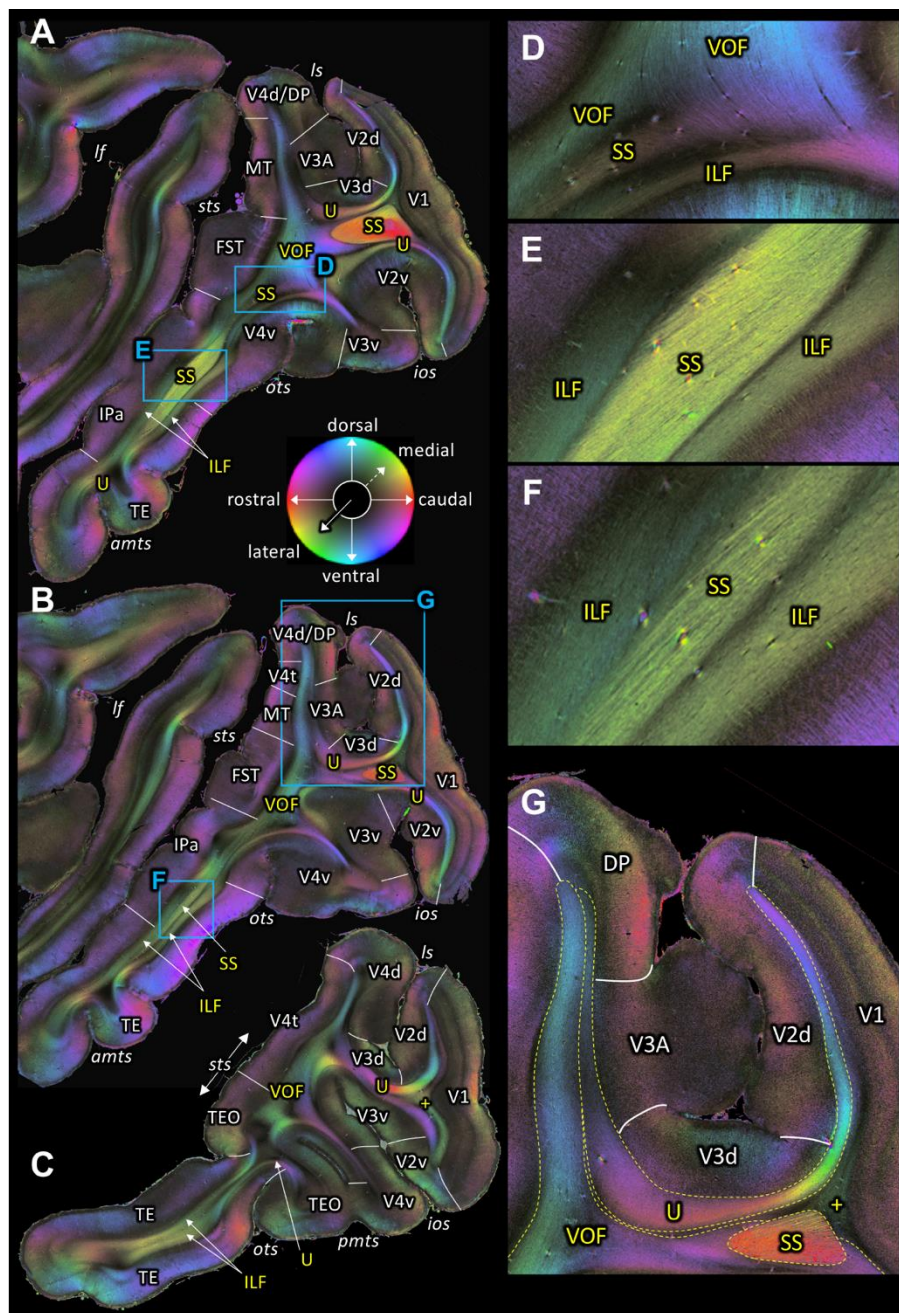 A
ls
V4d/DP
V2d
lf
MT
V3A
sts
V3d
V1
U
SS
FST
VOF
U
D
V2v
SS
V4v
V3v
E
SS
ots
ios
IPa
ILF
U
TE
amts
dorsal
medial
rostral
caudal
lateral
ventral
B
G
ls
V4d/DP
V4t
V2d
lf
MT
V3A
sts
V3d
FST
U
SS
V1
VOF
U
IPa
V3v
V2v
F
V4v
ots
ios
SS
ILF
TE
amts
C
ls
V4d
V4t
V2d
sts
V3d
VOF
U
+
V1
TEO
V3v
V2v
TE
TEO
V4v
TE
ots
U
pmts
ios
ILF
D
VOF
VOF
SS
ILF
E
ILF
SS
ILF
F
SS
ILF
ILF
G
DP
V1
V3A
V2d
V3d
U
+
VOF
SS